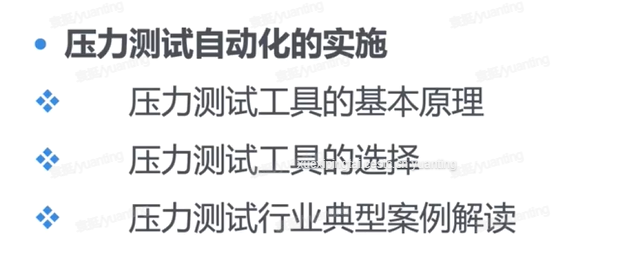 压力测试自动化的实施
压力测试工具的基本原理
压力测试工具的选择
压力测试行业典型案例解读